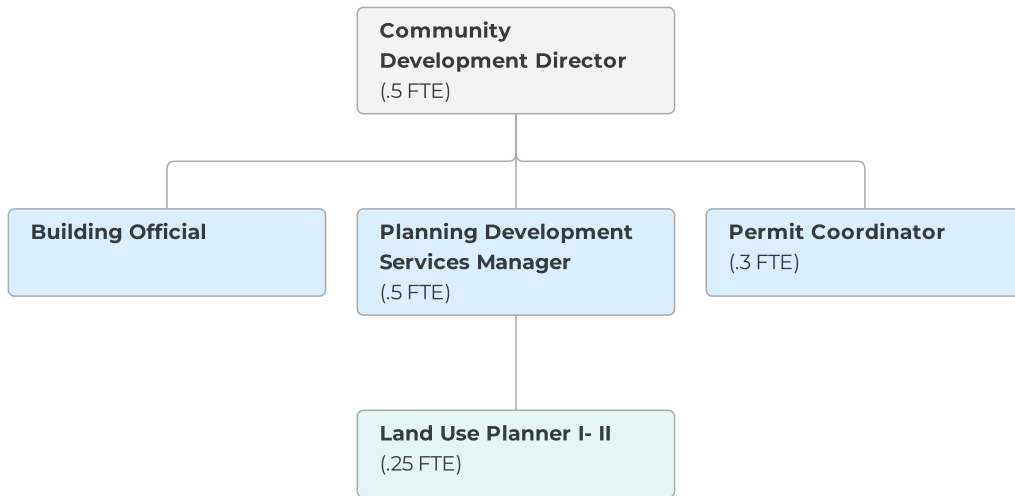 Community
Development Director
(.5 FTE)
Building Official
Planning Development
Services Manager
(.5 FTE)
Permit Coordinator
(.3 FTE)
Land Use Planner I- II
(.25 FTE)